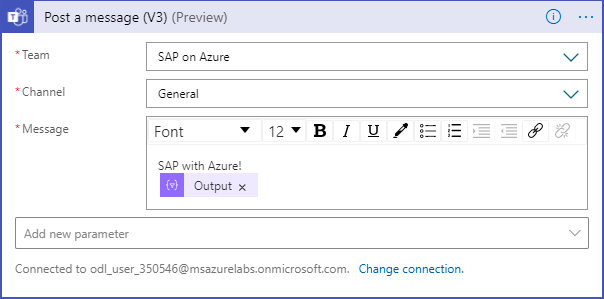 Post a message (V3) (Preview)
* Team
SAP on Azure
* Channel
General
* Message
Font 12 B I U
SAP with Azure!
{v} Output ×
Add new parameter
Connected to odl_user_350546@msazurelabs.onmicrosoft.com. Change connection.